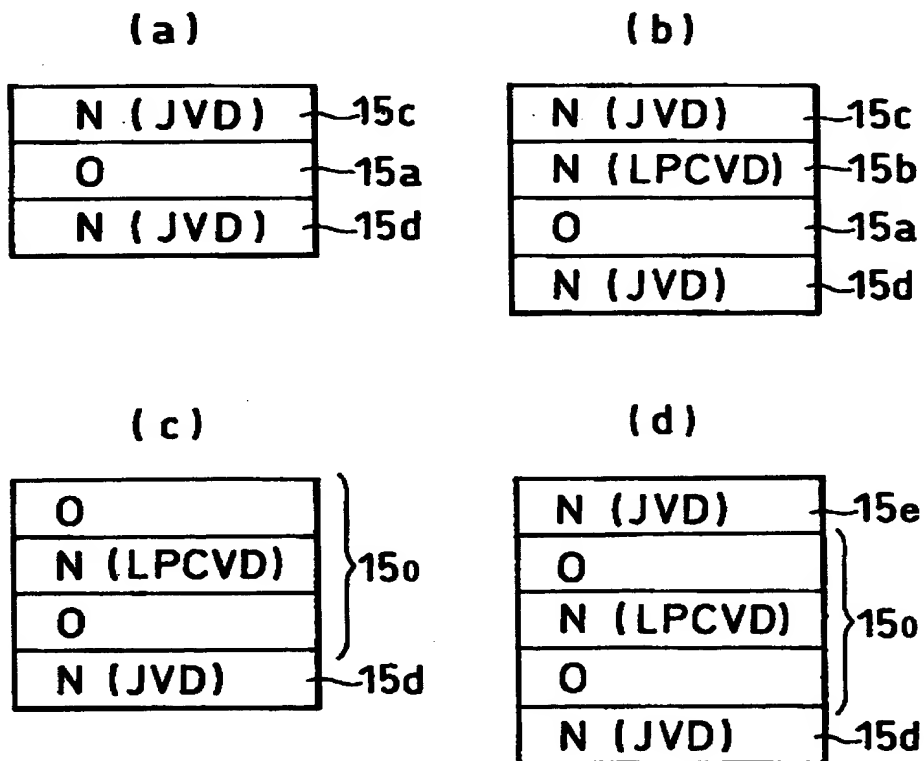 (a)
N (JVD) 15c
O 15a
N (JVD) 15d
(b)
N (JVD) 15c
N (LPCVD) 15b
O 15a
N (JVD) 15d
(c)
O
N (LPCVD) 15o
O
N (JVD) 15d
(d)
N (JVD) 15e
O
N (LPCVD) 15o
O
N (JVD) 15d